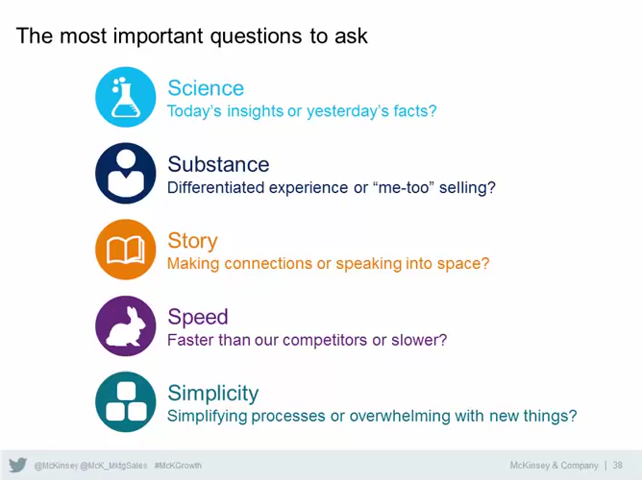 The most important questions to ask
Science
Today's insights or yesterday's facts?
Substance
Differentiated experience or “me-too” selling?
Story
Making connections or speaking into space?
Speed
Faster than our competitors or slower?
Simplicity
Simplifying processes or overwhelming with new things?
@McKinsey @McK_MktgSales #McKGrowth
McKinsey & Company | 38